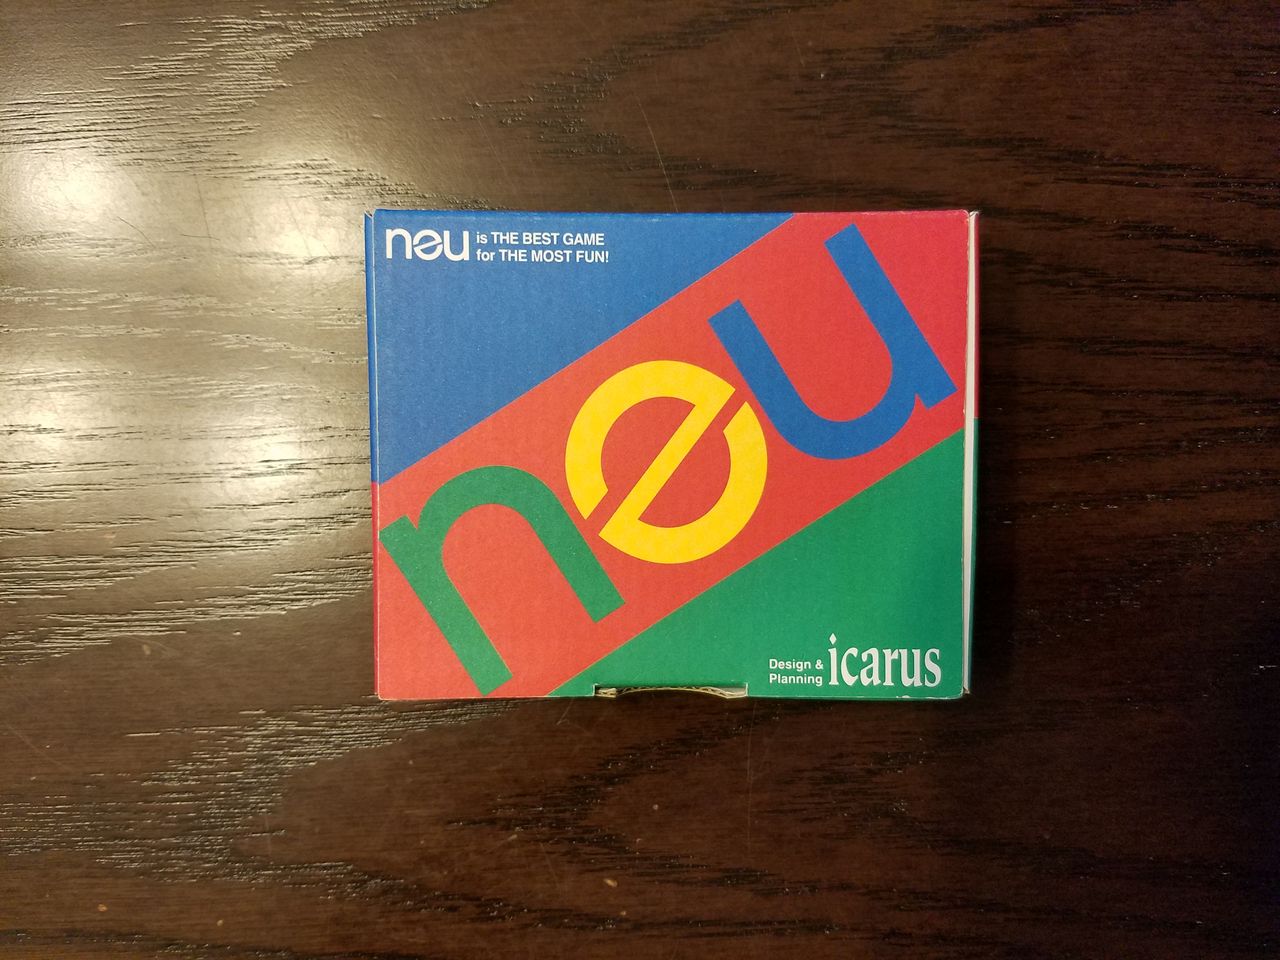 neu is THE BEST GAME
for THE MOST FUN!
neu
Design & icarus
Planning